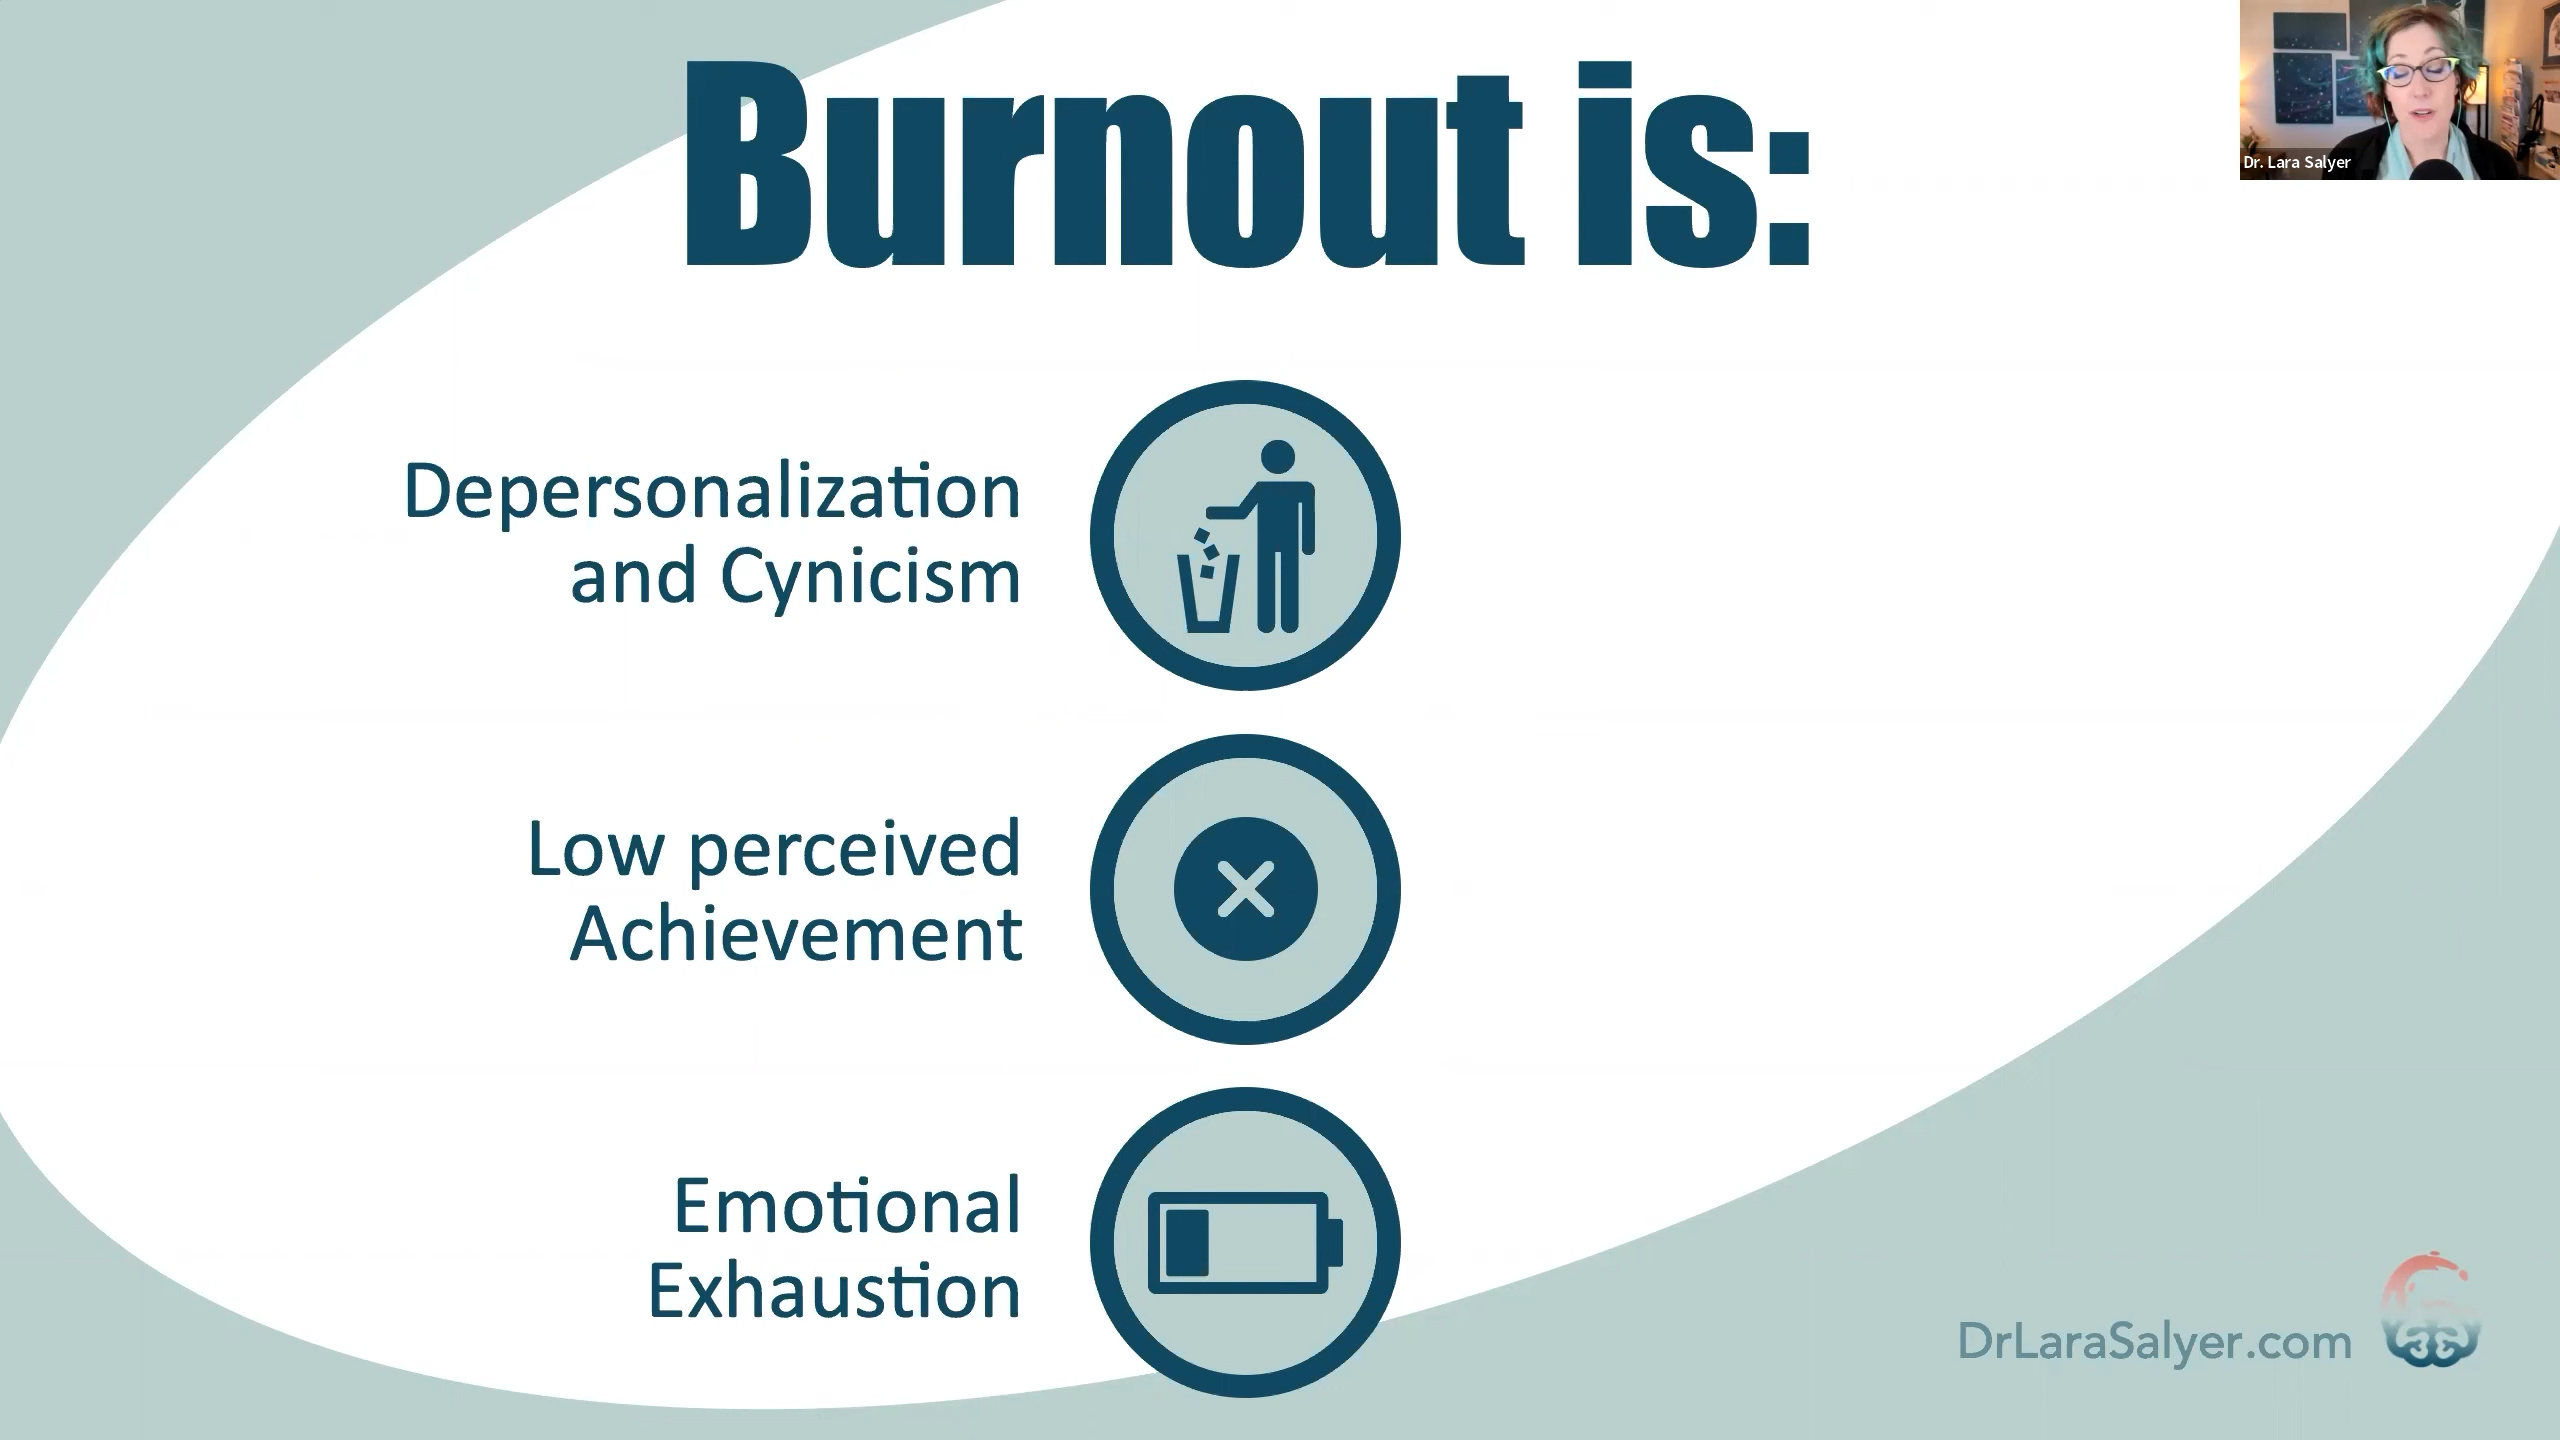 Burnout is:
Dr. Lara Salyer
Depersonalization
and Cynicism
Low perceived
Achievement
Emotional
Exhaustion
DrLaraSalyer.com